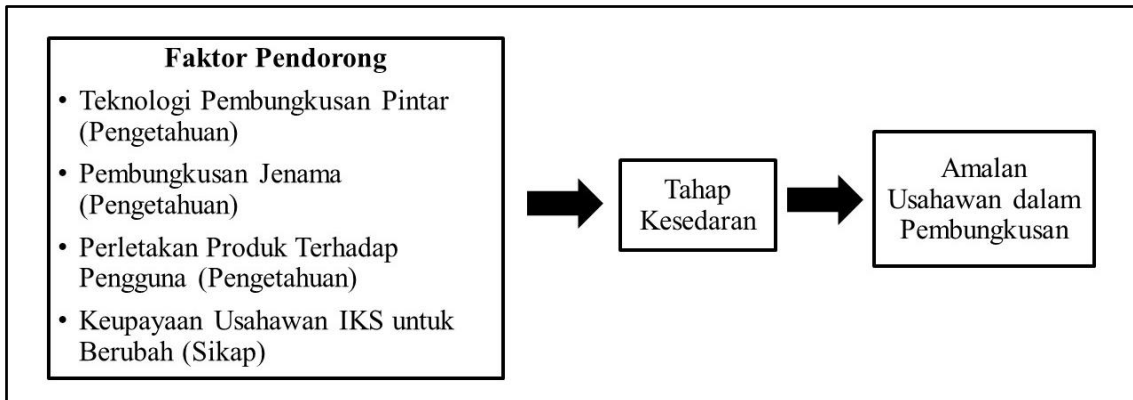 Faktor Pendorong
• Teknologi Pembungkusan Pintar
(Pengetahuan)
• Pembungkusan Jenama
(Pengetahuan)
• Perletakan Produk Terhadap
Pengguna (Pengetahuan)
• Keupayaan Usahawan IKS untuk
Berubah (Sikap)
Tahap
Kesedaran
Amalan
Usahawan dalam
Pembungkusan